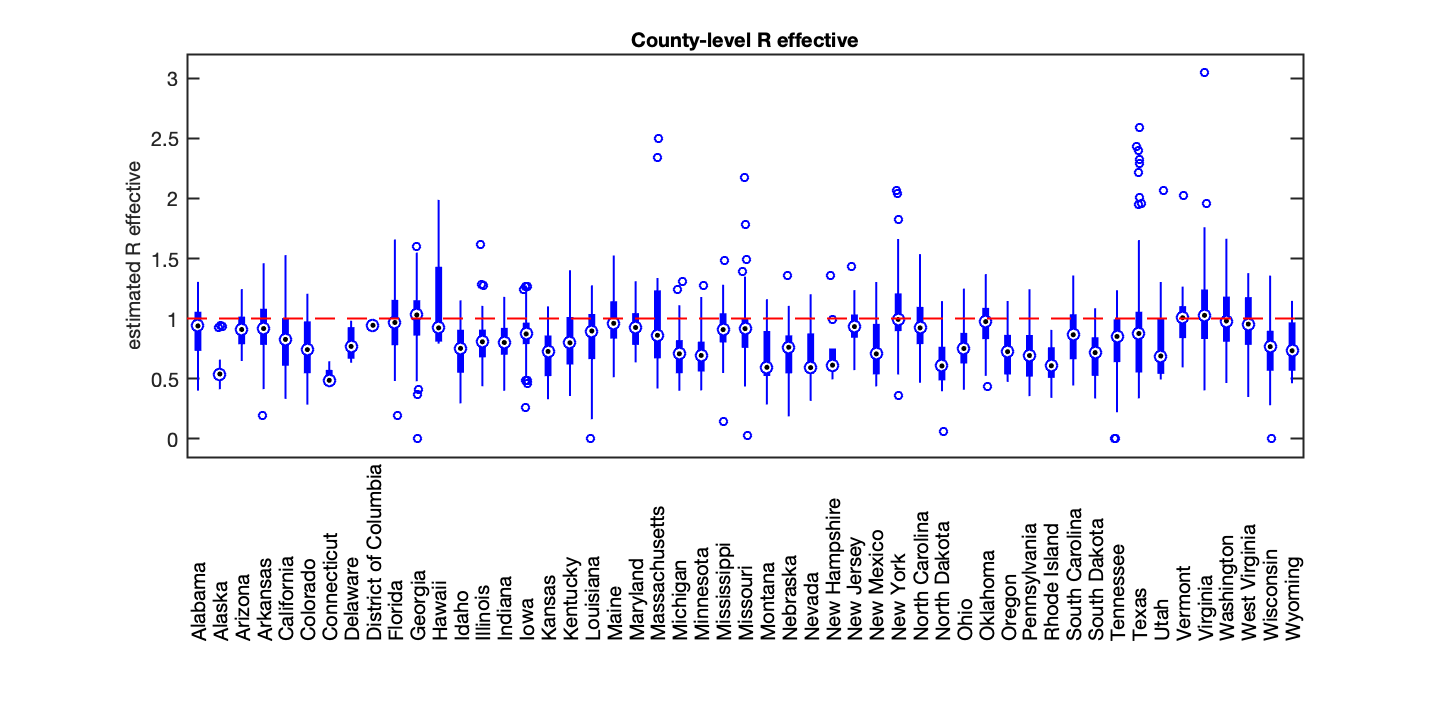 County-level R effective
estimated R effective
3
2.5
2
1.5
1
0.5
0
Alabama
Alaska
Arizona
Arkansas
California
Colorado
Connecticut
Delaware
District of Columbia
Florida
Georgia
Hawaii
Idaho
Illinois
Indiana
Iowa
Kansas
Kentucky
Louisiana
Maine
Maryland
Massachusetts
Michigan
Minnesota
Mississippi
Missouri
Montana
Nebraska
Nevada
New Hampshire
New Jersey
New Mexico
New York
North Carolina
North Dakota
Ohio
Oklahoma
Oregon
Pennsylvania
Rhode Island
South Carolina
South Dakota
Tennessee
Texas
Utah
Vermont
Virginia
Washington
West Virginia
Wisconsin
Wyoming